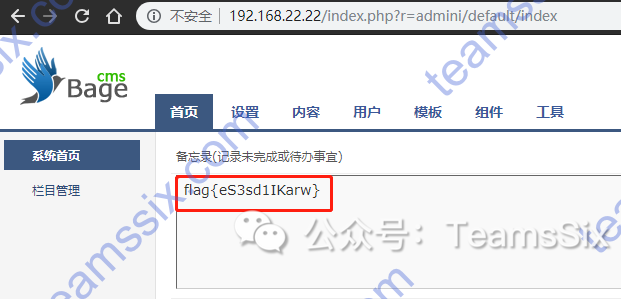 不安全 | 192.168.22.22/index.php?r=admini/default/index
Bage cms
首页 设置 内容 用户 模板 组件 工具
系统首页
栏目管理
备忘录(记录未完成或待办事宜)
flag{eS3sd1IKarw}
公众号：TeamsSix
teamssix.com
teamssix.com